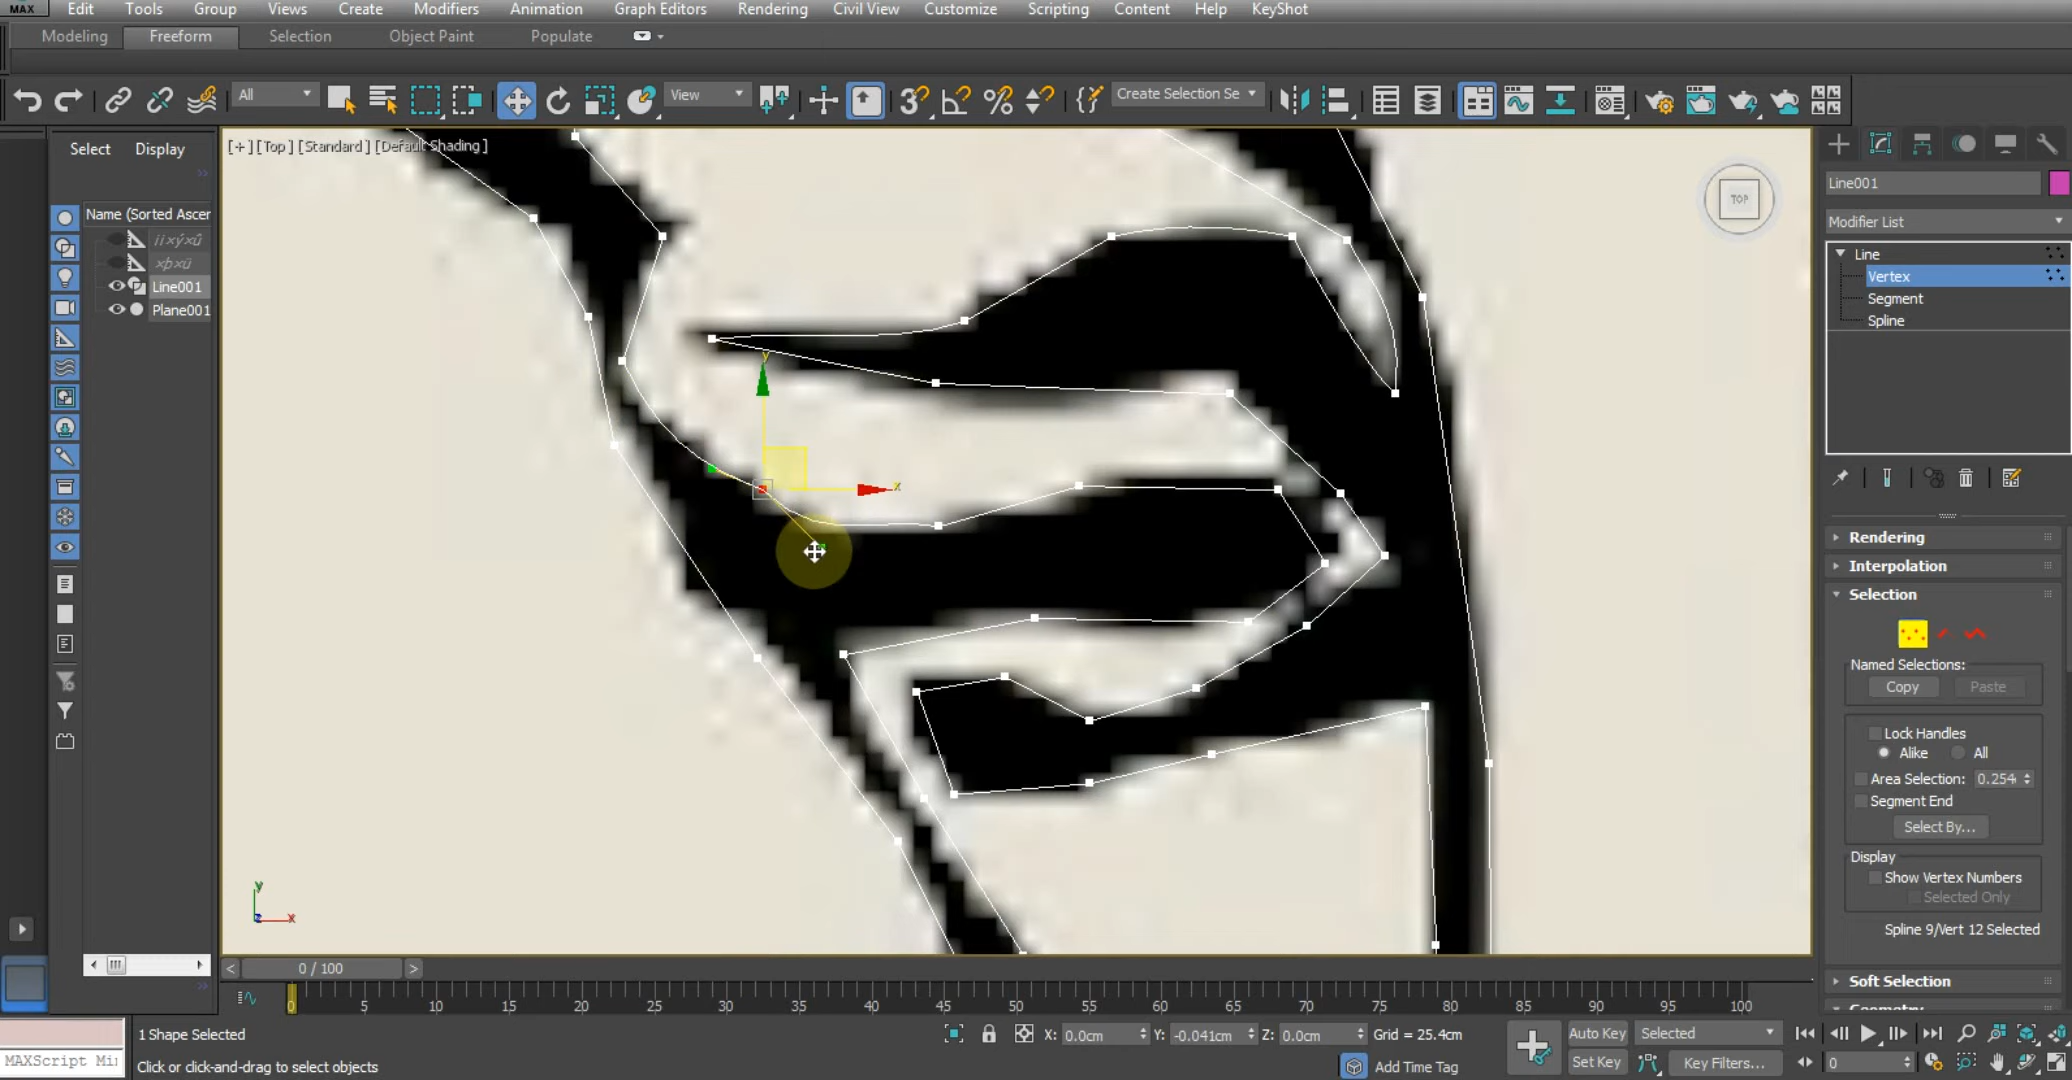 MAX Edit Tools Group Views Create Modifiers Animation Graph Editors Rendering Civil View Customize Scripting Content Help KeyShot
Modeling Freeform Selection Object Paint Populate
All View Create Selection Se
Select Display
[+] [Top] [Standard] [Default Shading]
TOP
Line001
Name (Sorted Ascer
Modifier List
Line001
Plane001
Line
Vertex
Segment
Spline
y
x
Rendering
Interpolation
Selection
Named Selections:
Copy Paste
Lock Handles
Alike All
Area Selection: 0.254
Segment End
Select By...
Display
Show Vertex Numbers
Selected Only
Spline 9/Vert 12 Selected
Soft Selection
y
z x
< 0 / 100 >
0 5 10 15 20 25 30 35 40 45 50 55 60 65 70 75 80 85 90 95 100
1 Shape Selected X: 0.0cm Y: -0.041cm Z: 0.0cm Grid = 25.4cm Auto Key Selected
MAXScript Mi Click or click-and-drag to select objects Add Time Tag Set Key Key Filters... 0